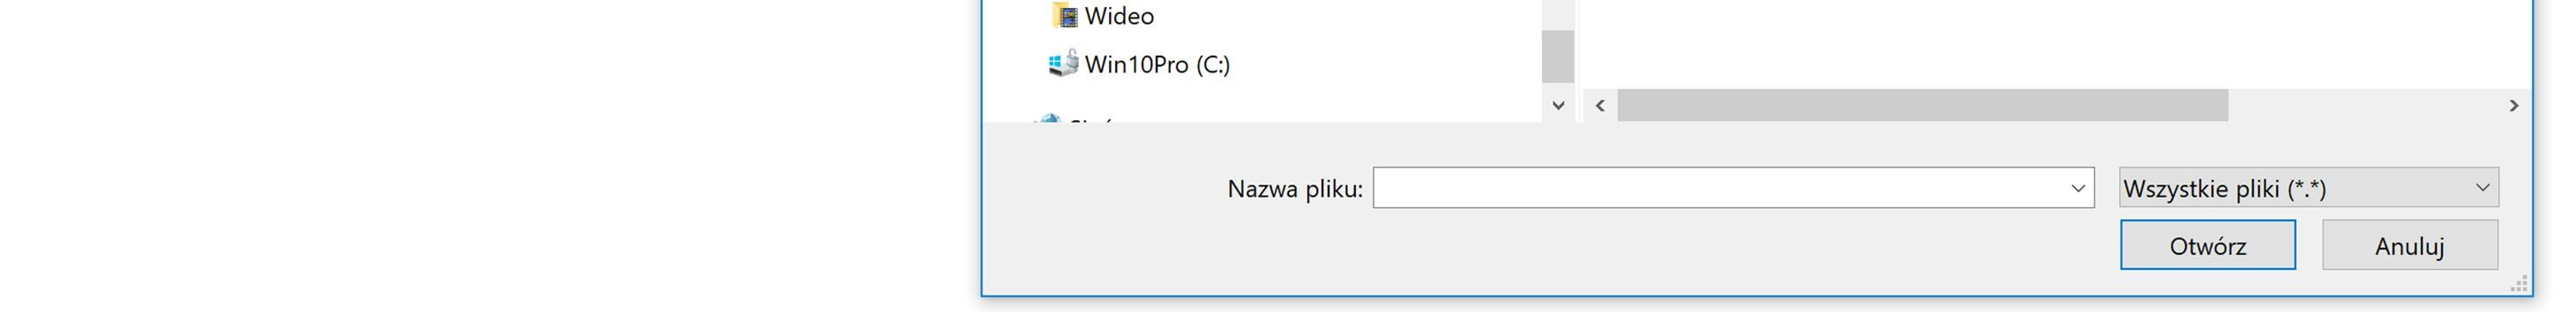 Wideo
Win10Pro (C:)
Nazwa pliku:
Wszystkie pliki (*.*)
Otwórz
Anuluj